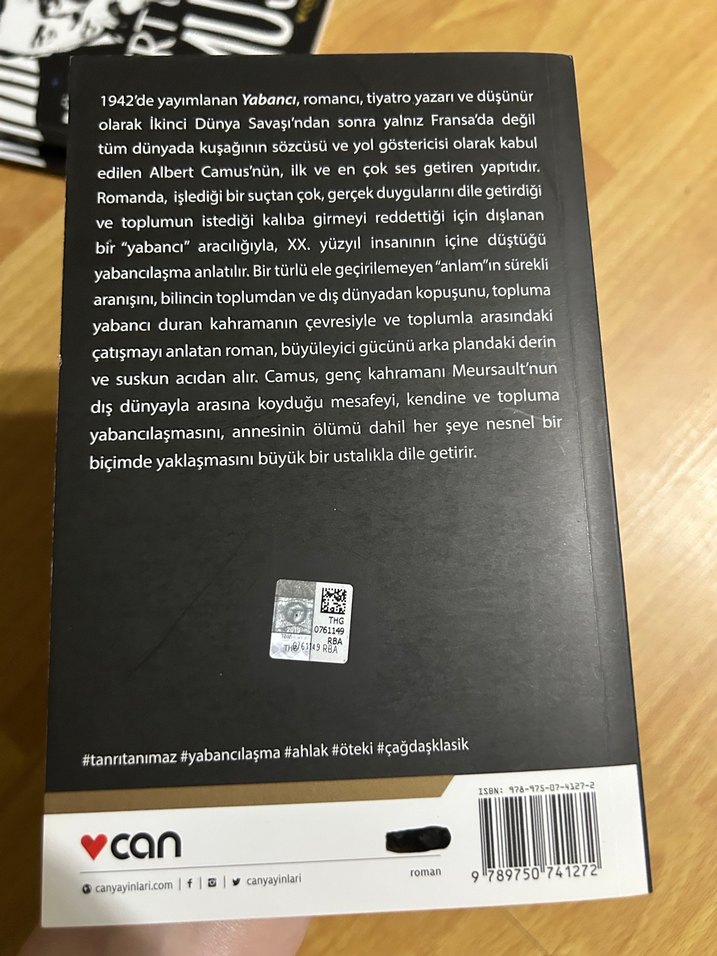 RT
MUS
1942'de yayımlanan Yabancı, romancı, tiyatro yazarı ve düşünür
olarak İkinci Dünya Savaşı'ndan sonra yalnız Fransa'da değil
tüm dünyada kuşağının sözcüsü ve yol göstericisi olarak kabul
edilen Albert Camus'nün, ilk ve en çok ses getiren yapıtıdır.
Romanda, işlediği bir suçtan çok, gerçek duygularını dile getirdiği
ve toplumun istediği kalıba girmeyi reddettiği için dışlanan
bir "yabancı" aracılığıyla, XX. yüzyıl insanının içine düştüğü
yabancılaşma anlatılır. Bir türlü ele geçirilemeyen "anlam"ın sürekli
aranışını, bilincin toplumdan ve dış dünyadan kopuşunu, topluma
yabancı duran kahramanın çevresiyle ve toplumla arasındaki
çatışmayı anlatan roman, büyüleyici gücünü arka plandaki derin
ve suskun acıdan alır. Camus, genç kahramanı Meursault'nun
dış dünyayla arasına koyduğu mesafeyi, kendine ve topluma
yabancılaşmasını, annesinin ölümü dahil her şeye nesnel bir
biçimde yaklaşmasını büyük bir ustalıkla dile getirir.
THG
0761149
RBA
THG 0761149 RBA
#tanrıtanımaz #yabancılaşma #ahlak #öteki #çağdaşklasik
can
canyayinlari.com | f | | canyayinlari
roman
ISBN: 978-975-07-4127-2
9 789750 741272